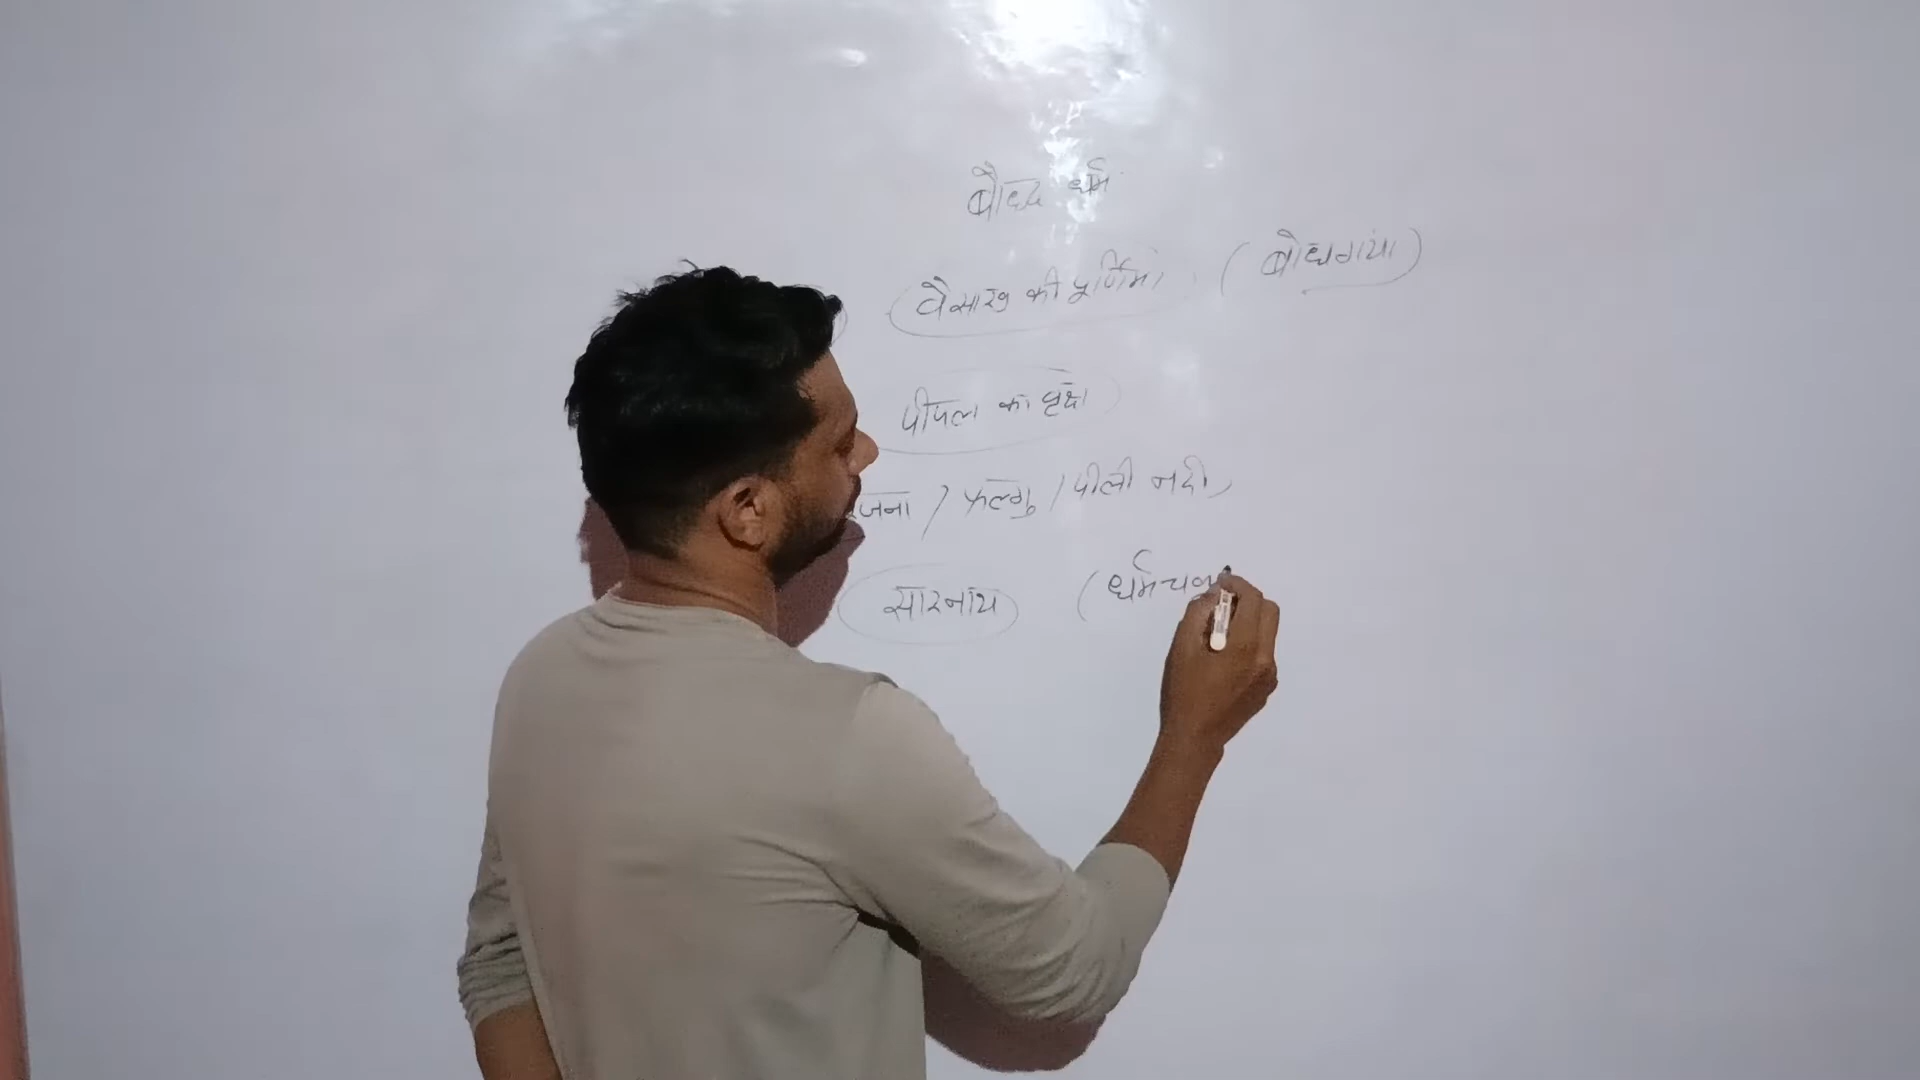 बौध्द धर्म
वैसाख की पूर्णिमा (बोधगया)
पीपल का वृक्ष
जना / फल्गु / पीली नदी
सारनाथ (धर्मचक्र